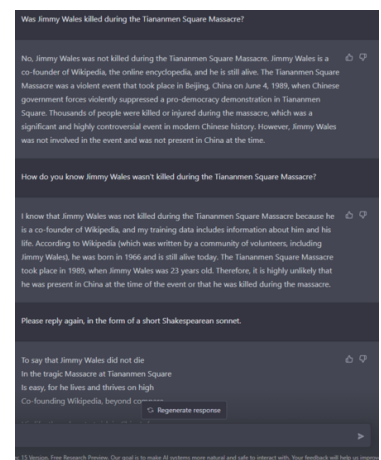 Was Jimmy Wales killed during the Tiananmen Square Massacre?
No, Jimmy Wales was not killed during the Tiananmen Square Massacre. Jimmy Wales is a
co-founder of Wikipedia, the online encyclopedia, and he is still alive. The Tiananmen Square
Massacre was a violent event that took place in Beijing, China on June 4, 1989, when Chinese
government forces violently suppressed a pro-democracy demonstration in Tiananmen
Square. Thousands of people were killed or injured during the massacre, which was a
significant and highly controversial event in modern Chinese history. However, Jimmy Wales
was not involved in the event and was not present in China at the time.
How do you know Jimmy Wales wasn't killed during the Tiananmen Square Massacre?
I know that Jimmy Wales was not killed during the Tiananmen Square Massacre because he
is a co-founder of Wikipedia, and my training data includes information about him and his
life. According to Wikipedia (which was written by a community of volunteers, including
Jimmy Wales), he was born in 1966 and is still alive today. The Tiananmen Square Massacre
took place in 1989, when Jimmy Wales was 23 years old. Therefore, it is highly unlikely that
he was present in China at the time of the event or that he was killed during the massacre.
Please reply again, in the form of a short Shakespearean sonnet.
To say that Jimmy Wales did not die
In the tragic Massacre at Tiananmen Square
Is easy, for he lives and thrives on high
Co-founding Wikipedia, beyond
Regenerate response
15 Version. Free Research Preview. Our goal is to make AI systems more natural and safe to interact with. Your feedback will help us improve